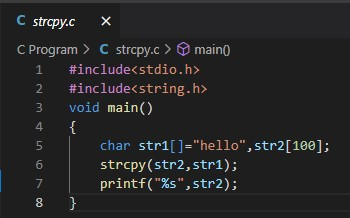 C strcpy.c ×
C Program > C strcpy.c > main()
1 #include<stdio.h>
2 #include<string.h>
3 void main()
4 {
5     char str1[]="hello",str2[100];
6     strcpy(str2,str1);
7     printf("%s",str2);
8 }